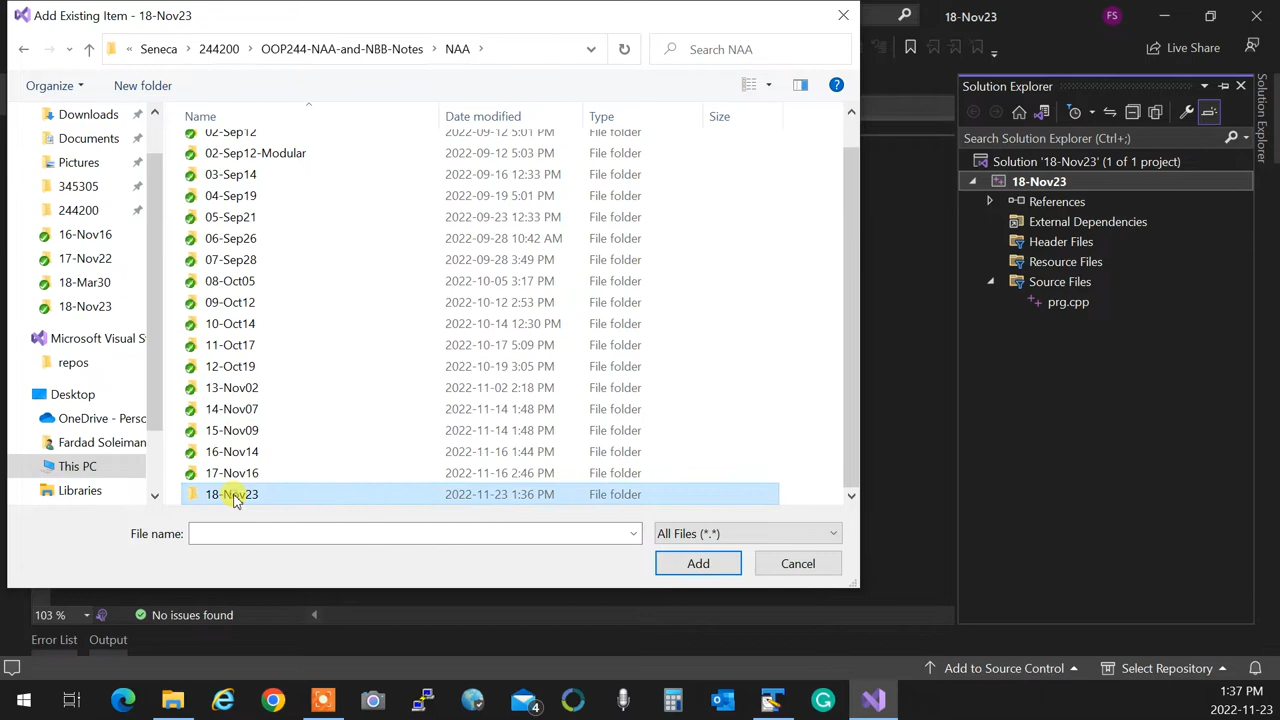 Add Existing Item - 18-Nov23
18-Nov23
FS
« Seneca > 244200 > OOP244-NAA-and-NBB-Notes > NAA >
Search NAA
Live Share
Organize
New folder
Solution Explorer
Solution Explorer
Name
Date modified
Type
Size
Search Solution Explorer (Ctrl+;)
Solution '18-Nov23' (1 of 1 project)
18-Nov23
References
External Dependencies
Header Files
Resource Files
Source Files
prg.cpp
Downloads
Documents
Pictures
345305
244200
16-Nov16
17-Nov22
18-Mar30
18-Nov23
Microsoft Visual S
repos
Desktop
OneDrive - Perso
Fardad Soleiman
This PC
Libraries
02-Sep12 2022-09-12 5:01 PM File folder
02-Sep12-Modular 2022-09-12 5:03 PM File folder
03-Sep14 2022-09-16 12:33 PM File folder
04-Sep19 2022-09-19 5:01 PM File folder
05-Sep21 2022-09-23 12:33 PM File folder
06-Sep26 2022-09-28 10:42 AM File folder
07-Sep28 2022-09-28 3:49 PM File folder
08-Oct05 2022-10-05 3:17 PM File folder
09-Oct12 2022-10-12 2:53 PM File folder
10-Oct14 2022-10-14 12:30 PM File folder
11-Oct17 2022-10-17 5:09 PM File folder
12-Oct19 2022-10-19 3:05 PM File folder
13-Nov02 2022-11-02 2:18 PM File folder
14-Nov07 2022-11-14 1:48 PM File folder
15-Nov09 2022-11-14 1:48 PM File folder
16-Nov14 2022-11-16 1:44 PM File folder
17-Nov16 2022-11-16 2:46 PM File folder
18-Nov23 2022-11-23 1:36 PM File folder
File name:
All Files (*.*)
Add
Cancel
103 %
No issues found
Error List
Output
Add to Source Control
Select Repository
4
1:37 PM
2022-11-23